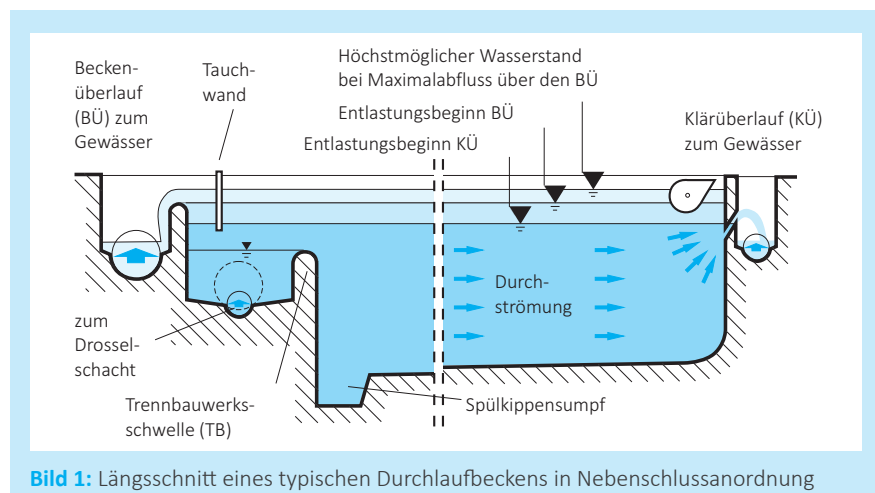 Becken-
überlauf
(BÜ) zum
Gewässer
Tauch-
wand
Höchstmöglicher Wasserstand
bei Maximalabfluss über den BÜ
Entlastungsbeginn BÜ
Entlastungsbeginn KÜ
Klärüberlauf (KÜ)
zum Gewässer
Durch-
strömung
zum
Drossel-
schacht
Trennbauwerks-
schwelle (TB)
Spülkippensumpf
Bild 1: Längsschnitt eines typischen Durchlaufbeckens in Nebenschlussanordnung